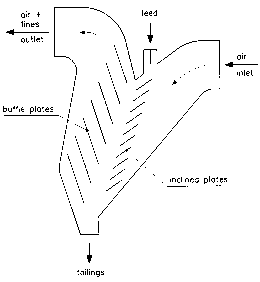 air +
fines
outlet
feed
air
inlet
baffle plates
inclined plates
tailings